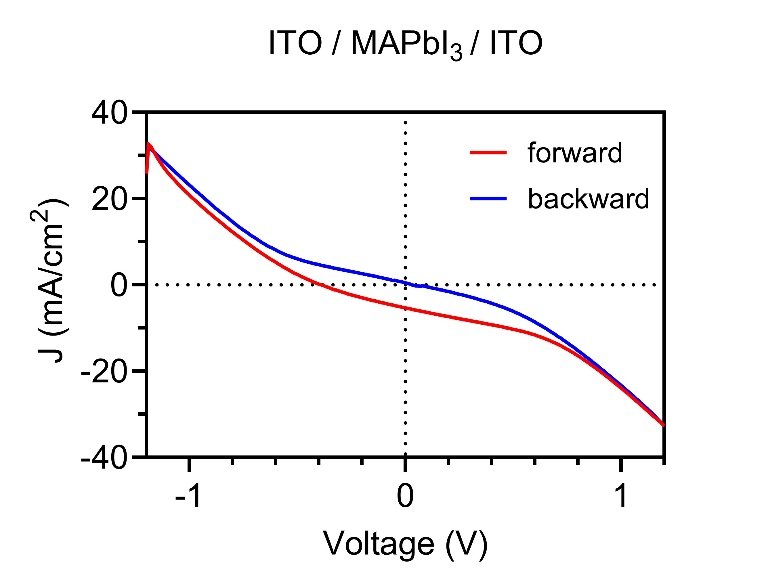 ITO / MAPbI₃ / ITO
forward
backward
J (mA/cm²)
40
20
0
-20
-40
-1
0
1
Voltage (V)